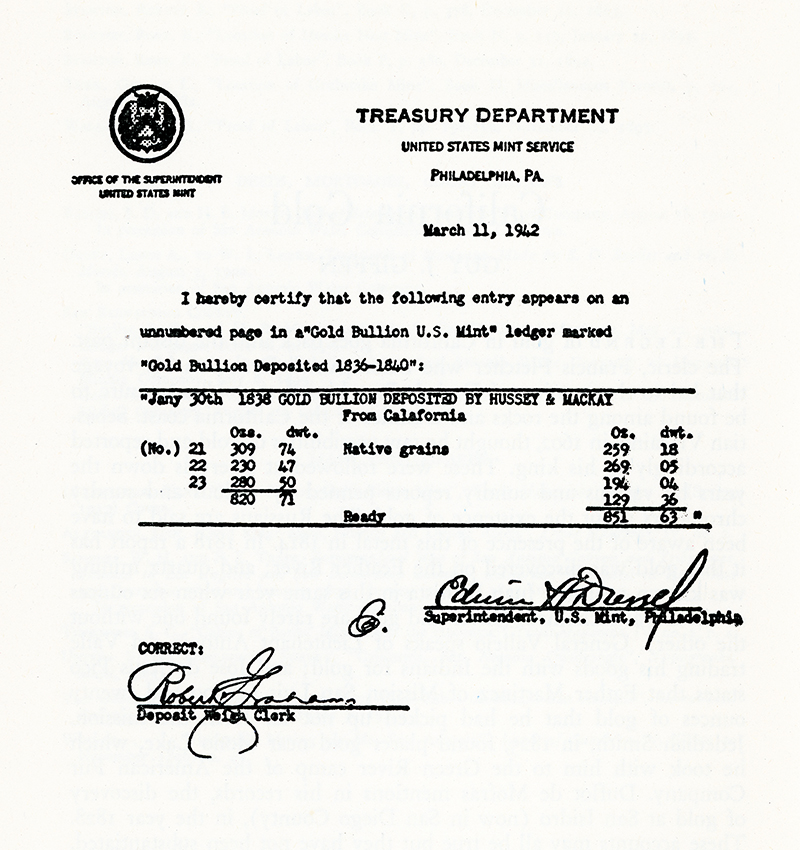 TREASURY DEPARTMENT
UNITED STATES MINT SERVICE
PHILADELPHIA, PA.
OFFICE OF THE SUPERINTENDENT
UNITED STATES MINT
March 11, 1942
I hereby certify that the following entry appears on an
unnumbered page in a"Gold Bullion U.S. Mint" ledger marked
"Gold Bullion Deposited 1836-1840":
"Jany 30th 1838 GOLD BULLION DEPOSITED BY HUSSEY & MACKAY
From Calafornia
Ozs. dwt. Oz. dwt.
(No.) 21 309 74 Native grains 259 18
22 230 47 269 05
23 280 50 194 04
820 71 129 36
Ready 851 63 "
Edwin H Dressel
Superintendent, U.S. Mint, Philadelphia
CORRECT:
Robert Graham
Deposit Weigh Clerk